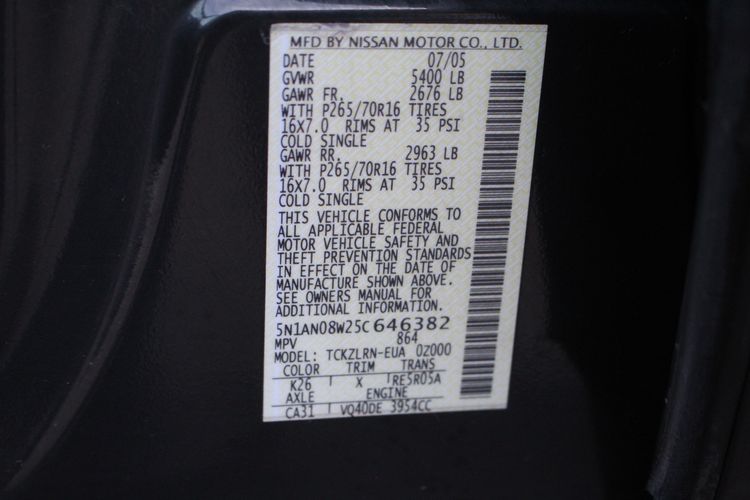 MFD BY NISSAN MOTOR CO., LTD.
DATE 07/05
GVWR 5400 LB
GAWR FR. 2676 LB
WITH P265/70R16 TIRES
16X7.0 RIMS AT 35 PSI
COLD SINGLE
GAWR RR. 2963 LB
WITH P265/70R16 TIRES
16X7.0 RIMS AT 35 PSI
COLD SINGLE
THIS VEHICLE CONFORMS TO
ALL APPLICABLE FEDERAL
MOTOR VEHICLE SAFETY AND
THEFT PREVENTION STANDARDS
IN EFFECT ON THE DATE OF
MANUFACTURE SHOWN ABOVE.
SEE OWNERS MANUAL FOR
ADDITIONAL INFORMATION.
5N1AN08W25C646382
MPV 864
MODEL: TCKZLRN-EUA 0Z000
COLOR TRIM TRANS
K26 X RE5R05A
AXLE ENGINE
CA31 VQ40DE 3954CC